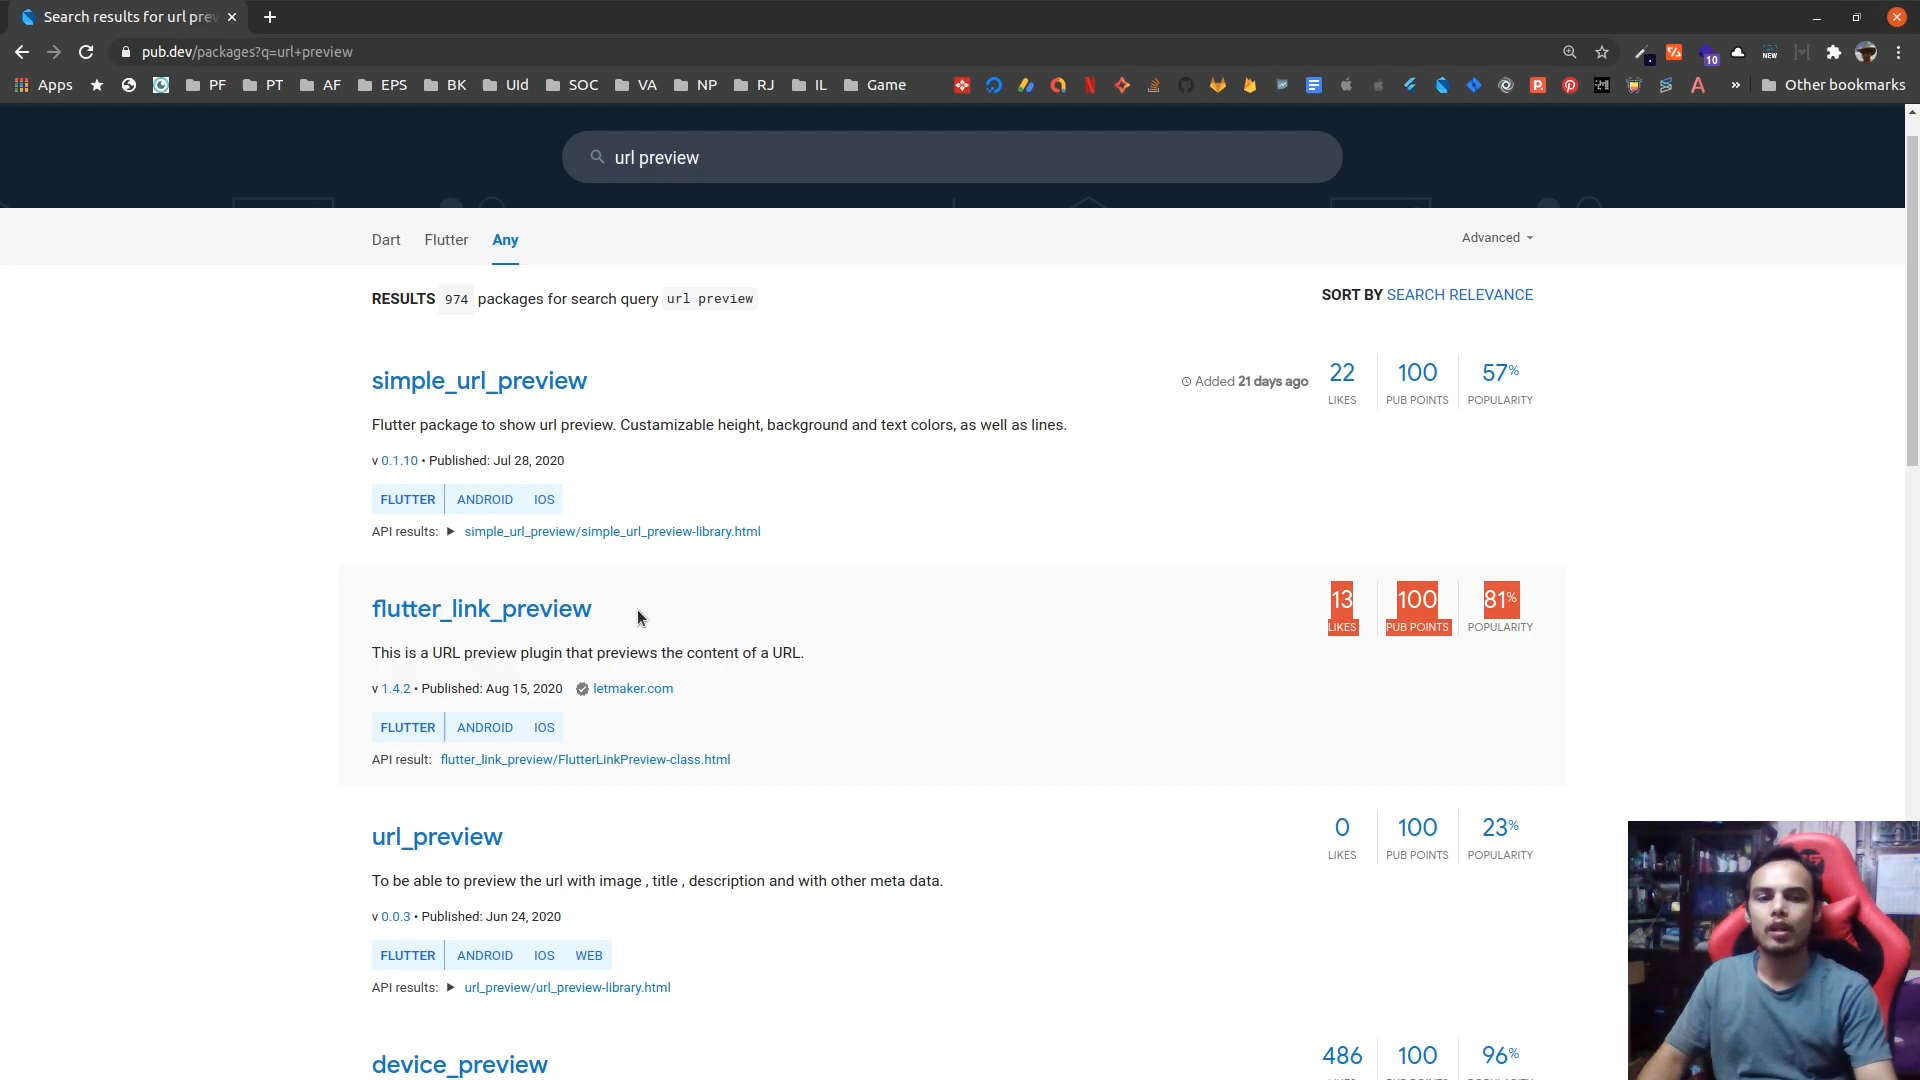 Search results for url prev
pub.dev/packages?q=url+preview
10
NEW
Apps
PF
PT
AF
EPS
BK
UId
SOC
VA
NP
RJ
IL
Game
»
Other bookmarks
url preview
Dart
Flutter
Any
Advanced
RESULTS 974 packages for search query url preview
SORT BY SEARCH RELEVANCE
simple_url_preview
Added 21 days ago
22
LIKES
100
PUB POINTS
57%
POPULARITY
Flutter package to show url preview. Custamizable height, background and text colors, as well as lines.
v 0.1.10 • Published: Jul 28, 2020
FLUTTER
ANDROID
IOS
API results: simple_url_preview/simple_url_preview-library.html
flutter_link_preview
13
LIKES
100
PUB POINTS
81%
POPULARITY
This is a URL preview plugin that previews the content of a URL.
v 1.4.2 • Published: Aug 15, 2020 letmaker.com
FLUTTER
ANDROID
IOS
API result: flutter_link_preview/FlutterLinkPreview-class.html
url_preview
0
LIKES
100
PUB POINTS
23%
POPULARITY
To be able to preview the url with image , title , description and with other meta data.
v 0.0.3 • Published: Jun 24, 2020
FLUTTER
ANDROID
IOS
WEB
API results: url_preview/url_preview-library.html
device_preview
486
100
96%